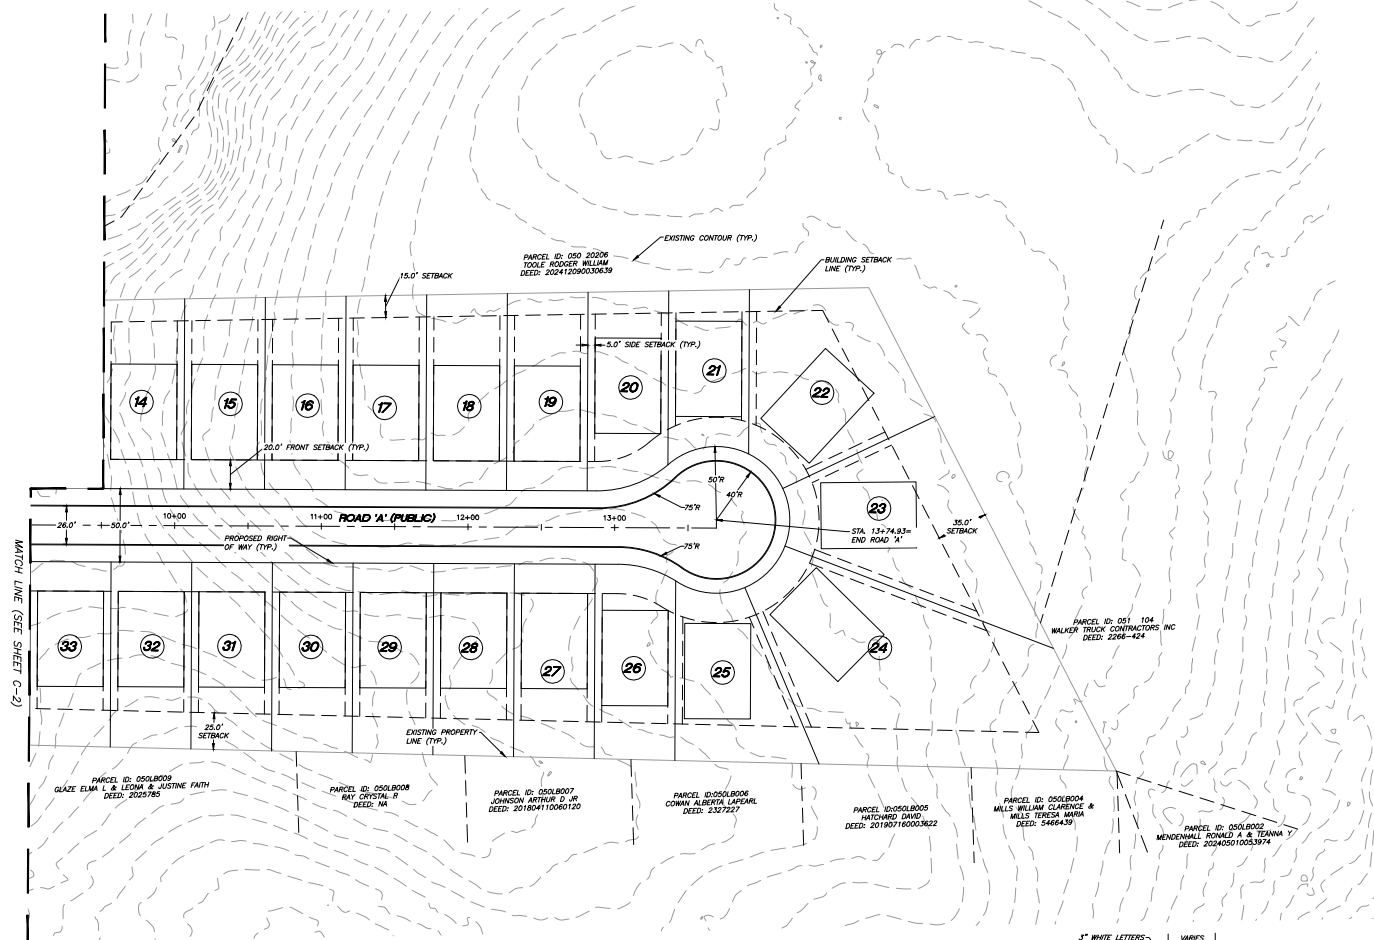 EXISTING CONTOUR (TYP.)
PARCEL ID: 050 20206
TOOLE RODGER WILLIAM
DEED: 202412090030639
15.0' SETBACK
BUILDING SETBACK
LINE (TYP.)
5.0' SIDE SETBACK (TYP.)
14
15
16
17
18
19
20
21
22
20.0' FRONT SETBACK (TYP.)
50'R
40'R
75'R
23
35.0'
SETBACK
26.0'
50.0'
10+00
11+00
ROAD 'A' (PUBLIC)
12+00
13+00
STA. 13+74.93=
END ROAD 'A'
PROPOSED RIGHT
OF WAY (TYP.)
75'R
MATCH LINE (SEE SHEET C-2)
PARCEL ID: 051 104
WALKER TRUCK CONTRACTORS INC
DEED: 2266-424
33
32
31
30
29
28
27
26
25
24
25.0'
SETBACK
EXISTING PROPERTY
LINE (TYP.)
PARCEL ID: 050LB009
GLAZE ELMA L & LEONA & JUSTINE FAITH
DEED: 2025785
PARCEL ID: 050LB008
RAY CRYSTAL R
DEED: NA
PARCEL ID: 050LB007
JOHNSON ARTHUR D JR
DEED: 201804110060120
PARCEL ID:050LB006
COWAN ALBERTA LAPEARL
DEED: 2327227
PARCEL ID:050LB005
HATCHARD DAVID
DEED: 201907160003622
PARCEL ID: 050LB004
MILLS WILLIAM CLARENCE &
MILLS TERESA MARIA
DEED: 5466439
PARCEL ID: 050LB002
MENDENHALL RONALD A & TEANNA Y
DEED: 202405010053974
3" WHITE LETTERS
VARIES